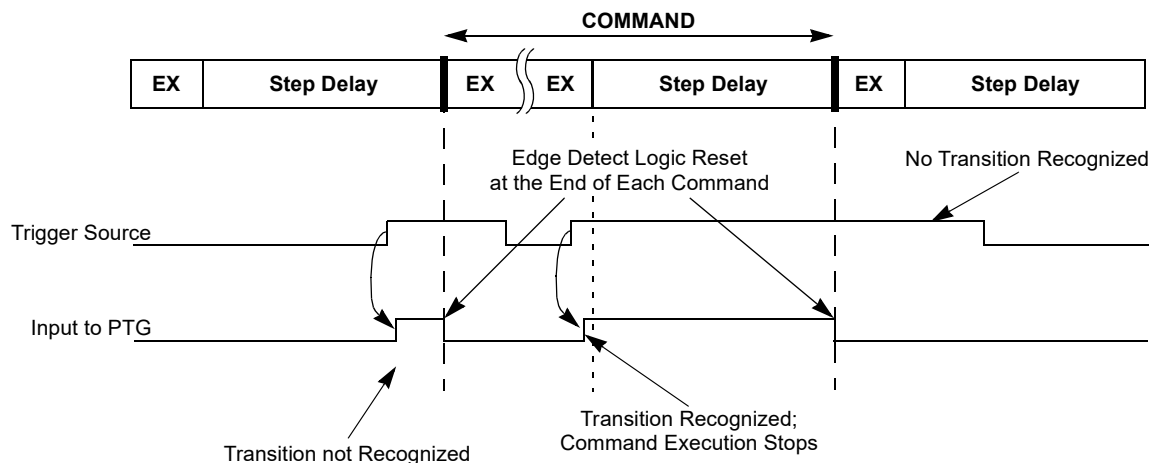 COMMAND
EX
Step Delay
EX
EX
Step Delay
EX
Step Delay
Edge Detect Logic Reset
at the End of Each Command
No Transition Recognized
Trigger Source
Input to PTG
Transition Recognized;
Command Execution Stops
Transition not Recognized